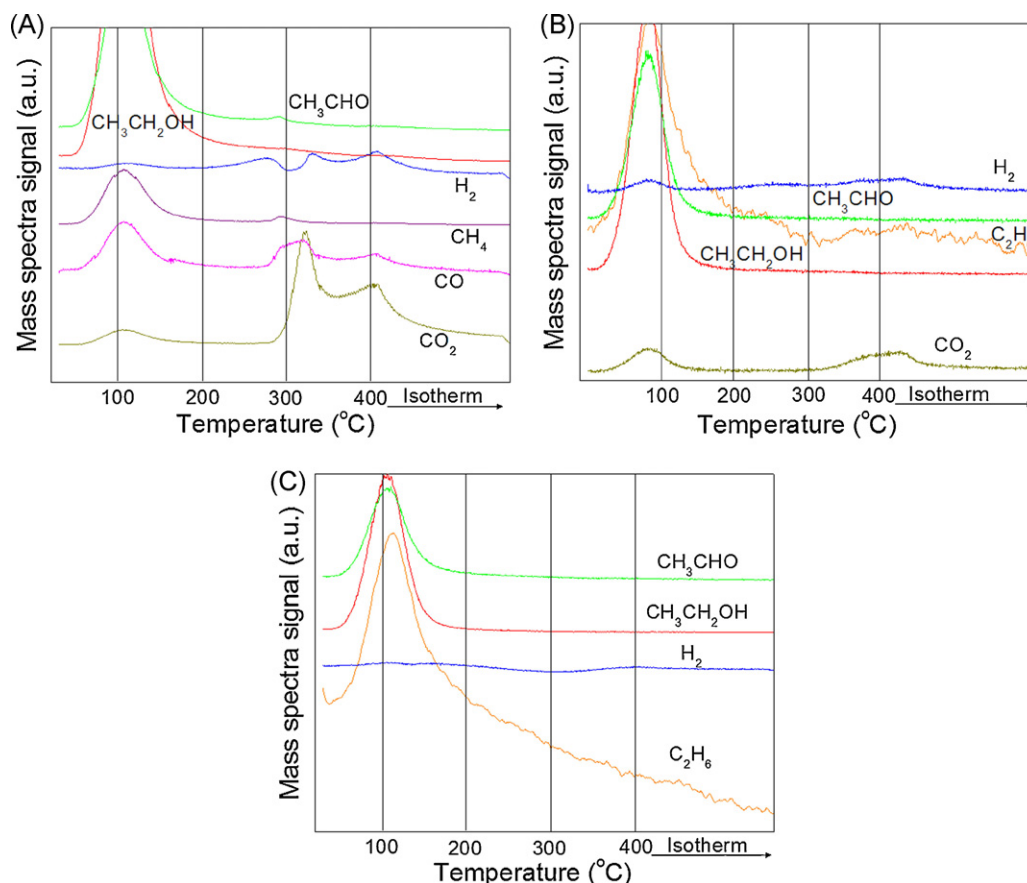 (A)
Mass spectra signal (a.u.)
CH₃CHO
CH₃CH₂OH
H₂
CH₄
CO
CO₂
100 200 300 400 Isotherm
Temperature (°C)
(B)
Mass spectra signal (a.u.)
H₂
CH₃CHO
C₂H
CH₃CH₂OH
CO₂
100 200 300 400 Isotherm
Temperature (°C)
(C)
Mass spectra signal (a.u.)
CH₃CHO
CH₃CH₂OH
H₂
C₂H₆
100 200 300 400 Isotherm
Temperature (°C)